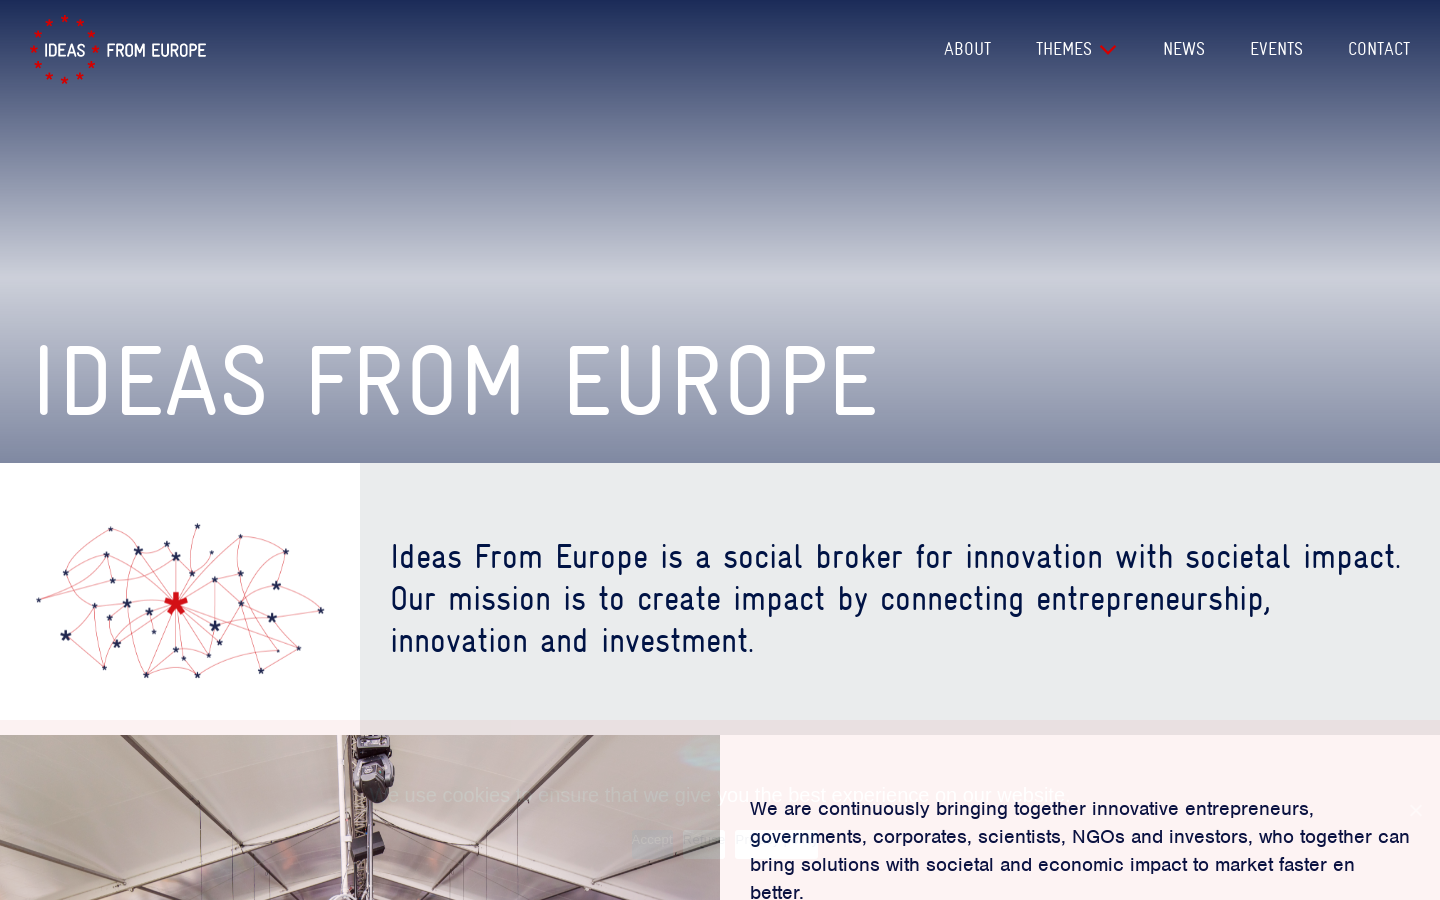 IDEAS FROM EUROPE
ABOUT THEMES NEWS EVENTS CONTACT
IDEAS FROM EUROPE
Ideas From Europe is a social broker for innovation with societal impact.
Our mission is to create impact by connecting entrepreneurship,
innovation and investment.
use cookies to ensure that we give you the best experience on our website
Accept
We are continuously bringing together innovative entrepreneurs,
governments, corporates, scientists, NGOs and investors, who together can
bring solutions with societal and economic impact to market faster en
better.